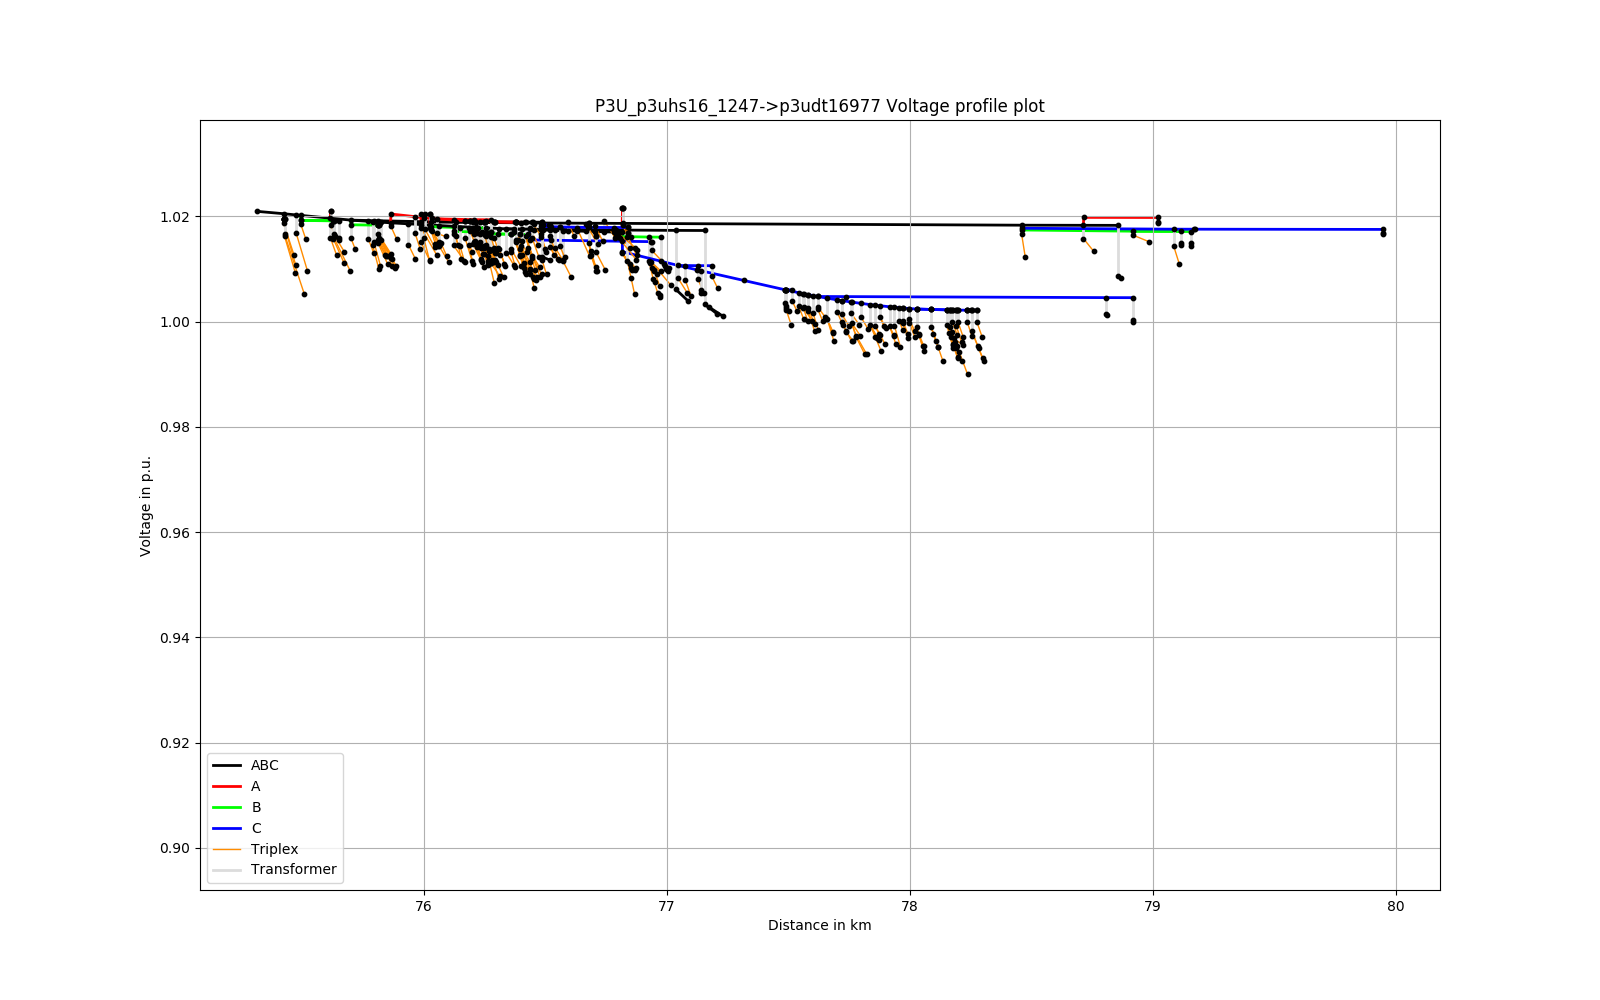 P3U_p3uhs16_1247->p3udt16977 Voltage profile plot
1.02
1.00
0.98
0.96
0.94
0.92
0.90
Voltage in p.u.
ABC
A
B
C
Triplex
Transformer
76
77
78
79
80
Distance in km